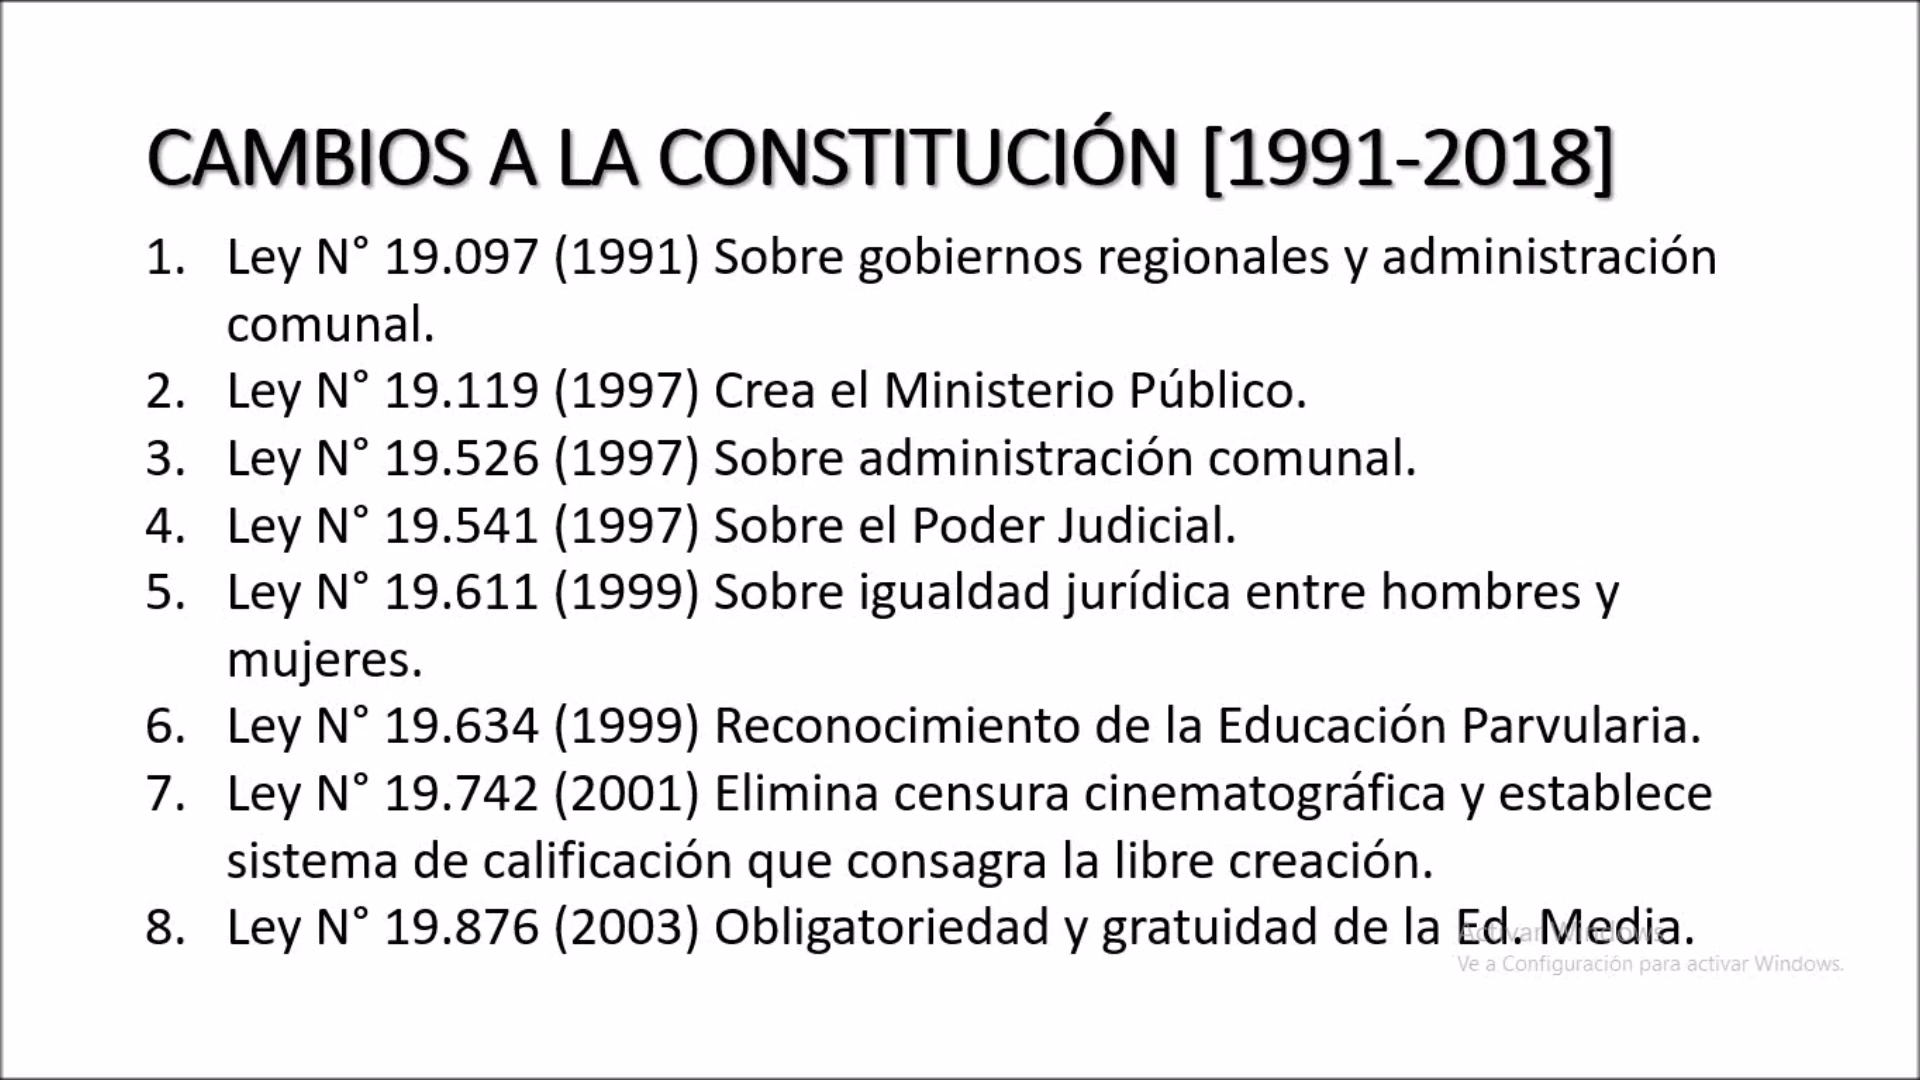 CAMBIOS A LA CONSTITUCIÓN [1991-2018]
1. Ley N° 19.097 (1991) Sobre gobiernos regionales y administración
comunal.
2. Ley N° 19.119 (1997) Crea el Ministerio Público.
3. Ley N° 19.526 (1997) Sobre administración comunal.
4. Ley N° 19.541 (1997) Sobre el Poder Judicial.
5. Ley N° 19.611 (1999) Sobre igualdad jurídica entre hombres y
mujeres.
6. Ley N° 19.634 (1999) Reconocimiento de la Educación Parvularia.
7. Ley N° 19.742 (2001) Elimina censura cinematográfica y establece
sistema de calificación que consagra la libre creación.
8. Ley N° 19.876 (2003) Obligatoriedad y gratuidad de la Ed. Media.
Activar Windows
Ve a Configuración para activar Windows.